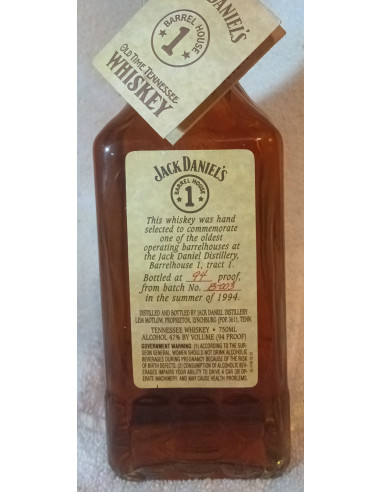 DANIEL'S
BARREL HOUSE
1
OLD TIME TENNESSEE
WHISKEY
JACK DANIEL'S
BARREL HOUSE
1
This whiskey was hand
selected to commemorate
one of the oldest
operating barrelhouses at
the Jack Daniel Distillery,
Barrelhouse 1, tract 1.
Bottled at 94 proof,
from batch No. B-003
in the summer of 1994.
DISTILLED AND BOTTLED BY JACK DANIEL DISTILLERY
LEM MOTLOW, PROPRIETOR, LYNCHBURG (POP. 361), TENN.
TENNESSEE WHISKEY • 750ML
ALCOHOL 47% BY VOLUME (94 PROOF)
GOVERNMENT WARNING: (1) ACCORDING TO THE SUR-
GEON GENERAL, WOMEN SHOULD NOT DRINK ALCOHOLIC
BEVERAGES DURING PREGNANCY BECAUSE OF THE RISK
OF BIRTH DEFECTS. (2) CONSUMPTION OF ALCOHOLIC BEV-
ERAGES IMPAIRS YOUR ABILITY TO DRIVE A CAR OR OP-
ERATE MACHINERY, AND MAY CAUSE HEALTH PROBLEMS.